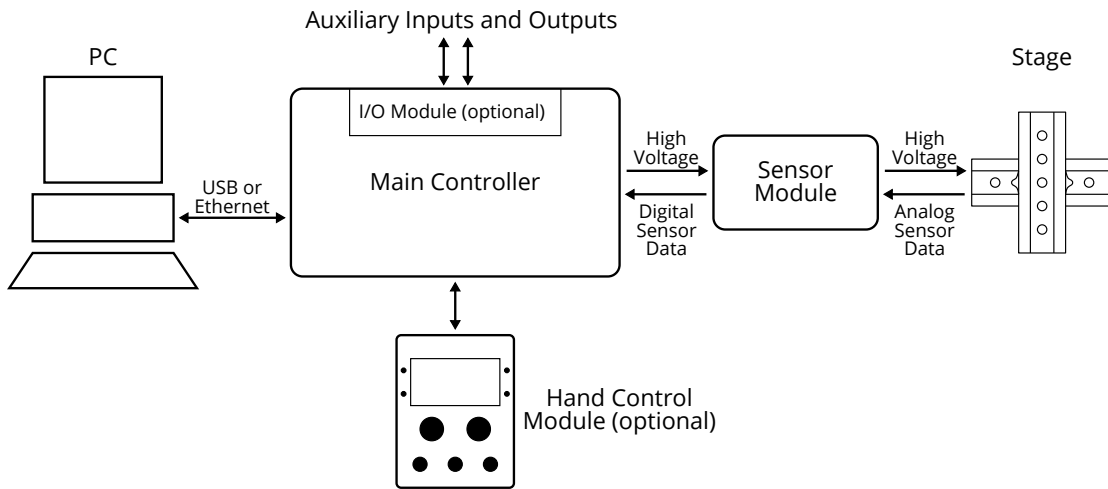 Auxiliary Inputs and Outputs
PC
Stage
I/O Module (optional)
Main Controller
USB or
Ethernet
High
Voltage
Digital
Sensor
Data
Sensor
Module
High
Voltage
Analog
Sensor
Data
Hand Control
Module (optional)